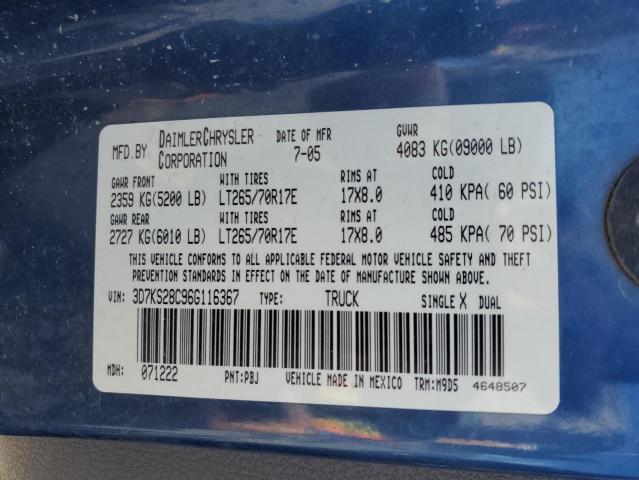 MFD BY DAIMLERCHRYSLER CORPORATION DATE OF MFR 7-05 GVWR 4083 KG(09000 LB)
GAWR FRONT WITH TIRES RIMS AT COLD
2359 KG(5200 LB) LT265/70R17E 17X8.0 410 KPA( 60 PSI)
GAWR REAR WITH TIRES RIMS AT COLD
2727 KG(6010 LB) LT265/70R17E 17X8.0 485 KPA( 70 PSI)
THIS VEHICLE CONFORMS TO ALL APPLICABLE FEDERAL MOTOR VEHICLE SAFETY AND THEFT
PREVENTION STANDARDS IN EFFECT ON THE DATE OF MANUFACTURE SHOWN ABOVE.
VIN: 3D7KS28C96G116367 TYPE: TRUCK SINGLE X DUAL
MDH: 071222 PNT:PBJ VEHICLE MADE IN MEXICO TRM:M9D5 4648507